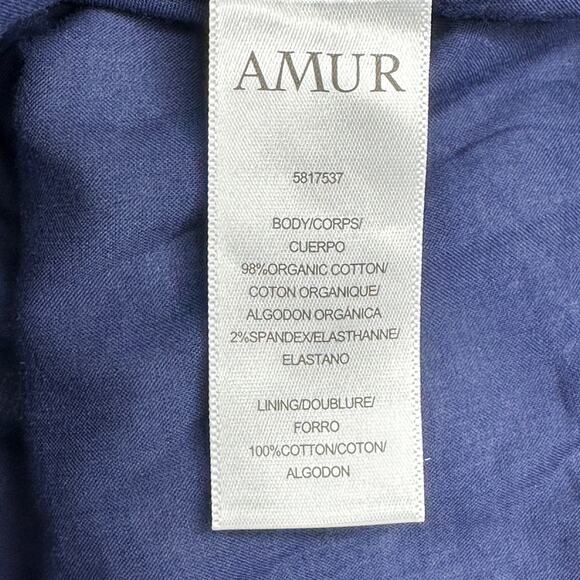 AMUR
5817537
BODY/CORPS/
CUERPO
98%ORGANIC COTTON/
COTON ORGANIQUE/
ALGODON ORGÁNICA
2%SPANDEX/ELASTHANNE/
ELASTANO
LINING/DOUBLURE/
FORRO
100%COTTON/COTON/
ALGODON